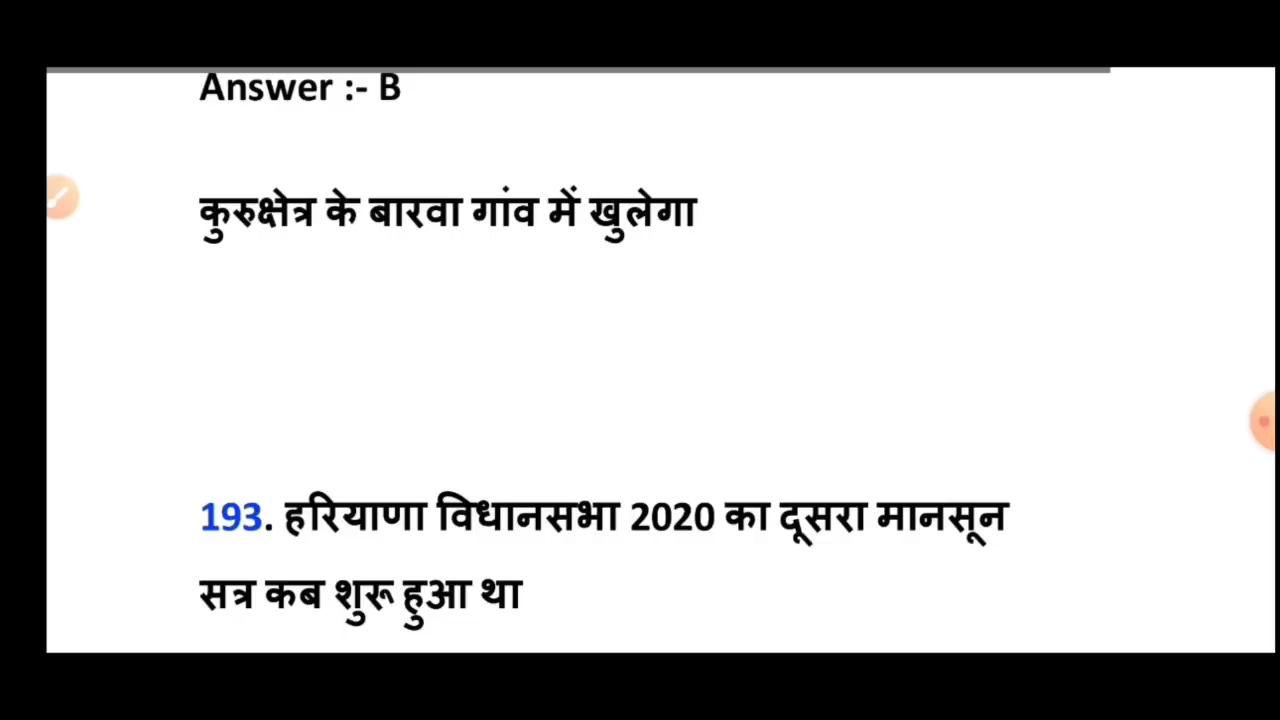 Answer :- B
कुरुक्षेत्र के बारवा गांव में खुलेगा
193. हरियाणा विधानसभा 2020 का दूसरा मानसून
सत्र कब शुरू हुआ था